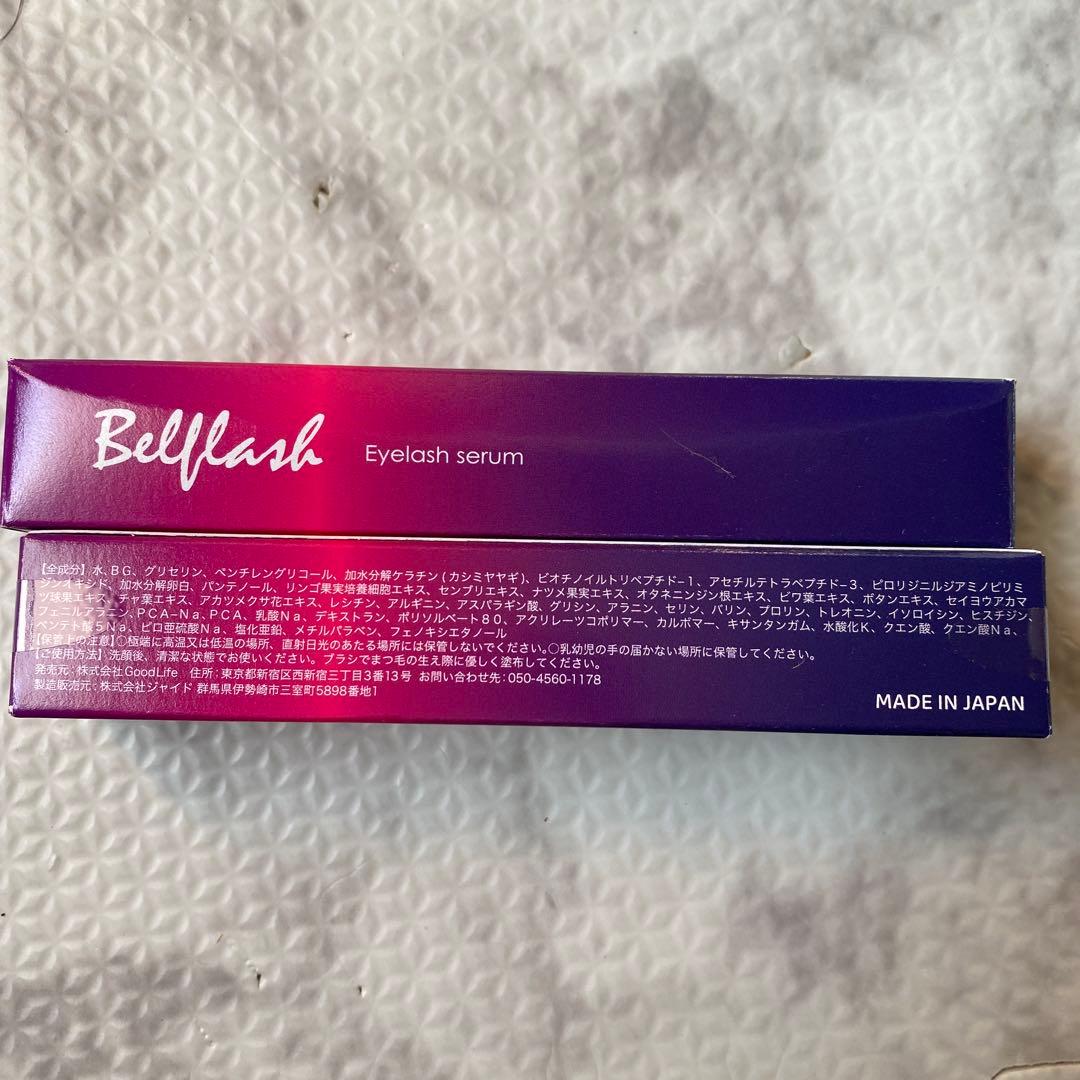 Belflash
Eyelash serum
【全成分】水、BG、グリセリン、ペンチレングリコール、加水分解ケラチン(カシミヤヤギ)、ビオチノイルトリペプチド−1、アセチルテトラペプチド−3、ピロリジニルジアミノピリミ
ジンオキシド、加水分解卵白、パンテノール、リンゴ果実培養細胞エキス、センブリエキス、ナツメ果実エキス、オタネニンジン根エキス、ビワ葉エキス、ボタンエキス、セイヨウアカマ
ツ球果エキス、チャ葉エキス、アカツメクサ花エキス、レシチン、アルギニン、アスパラギン酸、グリシン、アラニン、セリン、バリン、プロリン、トレオニン、イソロイシン、ヒスチジン、
フェニルアラニン、PCA−Na、PCA、乳酸Na、デキストラン、ポリソルベート80、アクリレーツコポリマー、カルボマー、キサンタンガム、水酸化K、クエン酸、クエン酸Na、
ペンテト酸5Na、ピロ亜硫酸Na、塩化亜鉛、メチルパラベン、フェノキシエタノール
【保管上の注意】○極端に高温又は低温の場所、直射日光のあたる場所には保管しないでください。○乳幼児の手の届かない場所に保管してください。
【ご使用方法】洗顔後、清潔な状態でお使いください。ブラシでまつ毛の生え際に優しく塗布してください。
発売元：株式会社GoodLife 住所：東京都新宿区西新宿三丁目3番13号 お問い合わせ先：050-4560-1178
製造販売元：株式会社ジャイド 群馬県伊勢崎市三室町5898番地1
MADE IN JAPAN